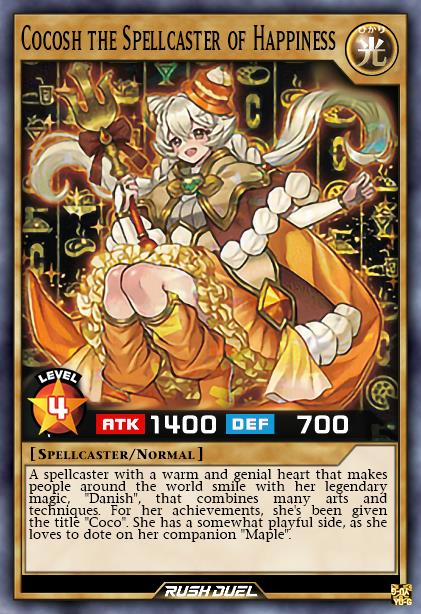 Cocosh the Spellcaster of Happiness
ひかり
光
LEVEL
4
ATK 1400 DEF 700
[Spellcaster/Normal]
A spellcaster with a warm and genial heart that makes
people around the world smile with her legendary
magic, "Danish", that combines many arts and
techniques. For her achievements, she's been given
the title "Coco". She has a somewhat playful side, as she
loves to dote on her companion "Maple".
RUSH DUEL